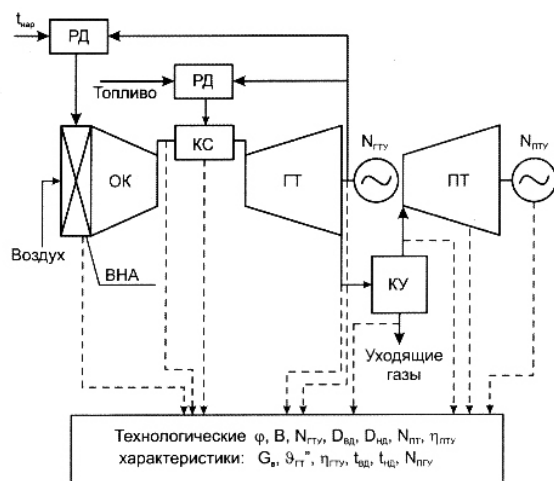 tнар
РД
РД
Топливо
NГТУ
NПТУ
КС
ОК
ГТ
ПТ
Воздух
ВНА
КУ
Уходящие
газы
Технологические φ, B, NГТУ, DВД, DНД, NПТ, ηПТУ
характеристики: Gв, ϑГТ", ηГТУ, tВД, tНД, NПГУ